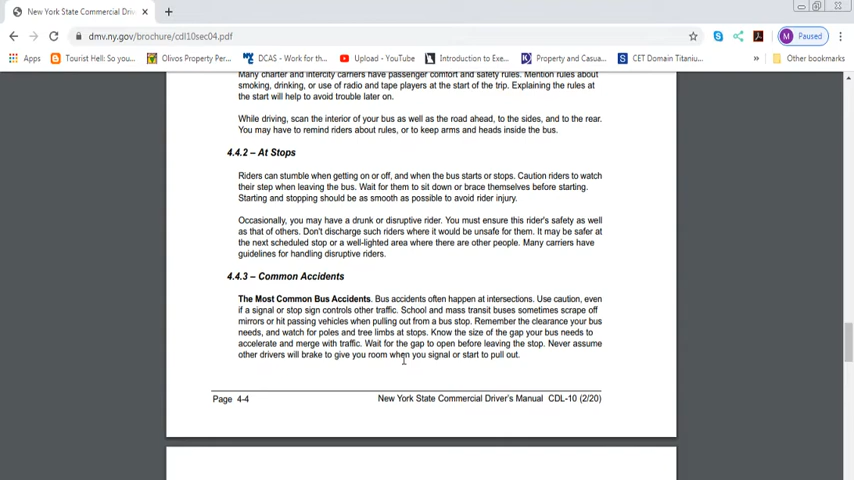 New York State Commercial Driv
dmv.ny.gov/brochure/cdl10sec04.pdf
M Paused
Apps Tourist Hell: So you... Olivos Property Per... DCAS - Work for th... Upload - YouTube Introduction to Exe... Property and Casua... CET Domain Titaniu... » Other bookmarks
Many charter and intercity carriers have passenger comfort and safety rules. Mention rules about
smoking, drinking, or use of radio and tape players at the start of the trip. Explaining the rules at
the start will help to avoid trouble later on.
While driving, scan the interior of your bus as well as the road ahead, to the sides, and to the rear.
You may have to remind riders about rules, or to keep arms and heads inside the bus.
4.4.2 – At Stops
Riders can stumble when getting on or off, and when the bus starts or stops. Caution riders to watch
their step when leaving the bus. Wait for them to sit down or brace themselves before starting.
Starting and stopping should be as smooth as possible to avoid rider injury.
Occasionally, you may have a drunk or disruptive rider. You must ensure this rider's safety as well
as that of others. Don't discharge such riders where it would be unsafe for them. It may be safer at
the next scheduled stop or a well-lighted area where there are other people. Many carriers have
guidelines for handling disruptive riders.
4.4.3 – Common Accidents
The Most Common Bus Accidents. Bus accidents often happen at intersections. Use caution, even
if a signal or stop sign controls other traffic. School and mass transit buses sometimes scrape off
mirrors or hit passing vehicles when pulling out from a bus stop. Remember the clearance your bus
needs, and watch for poles and tree limbs at stops. Know the size of the gap your bus needs to
accelerate and merge with traffic. Wait for the gap to open before leaving the stop. Never assume
other drivers will brake to give you room when you signal or start to pull out.
Page 4-4 New York State Commercial Driver's Manual CDL-10 (2/20)